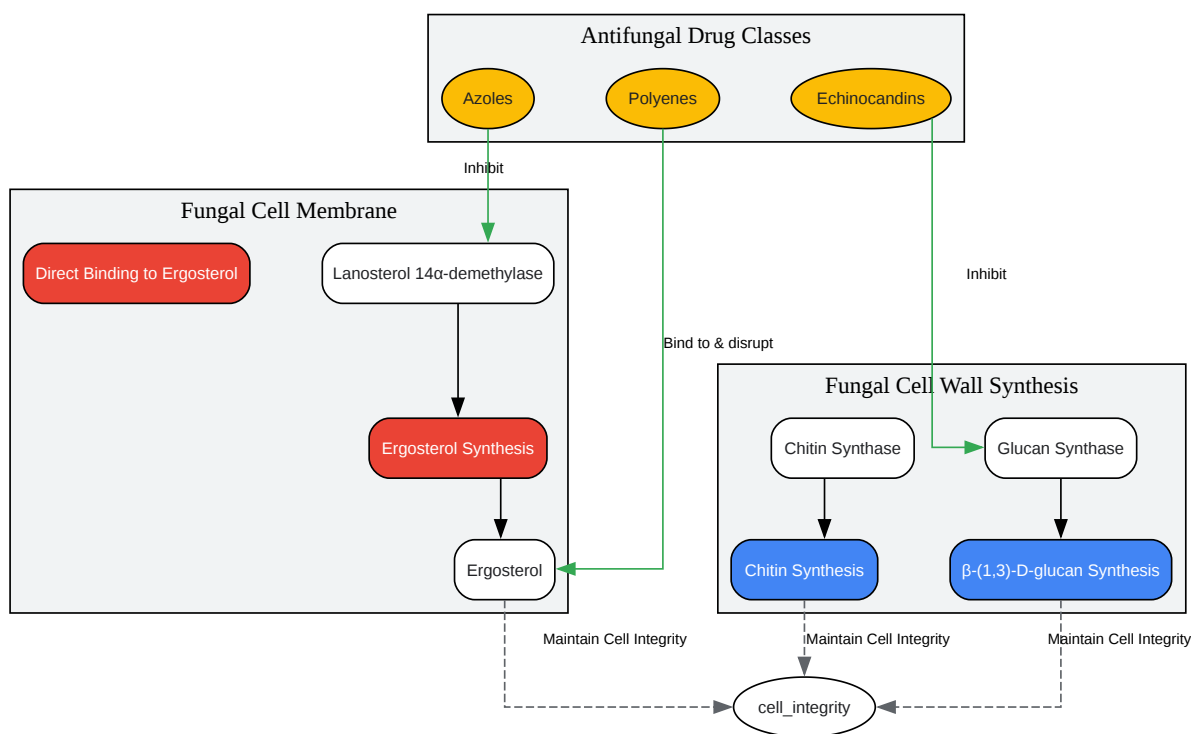 Antifungal Drug Classes
Azoles
Polyenes
Echinocandins
Inhibit
Fungal Cell Membrane
Direct Binding to Ergosterol
Lanosterol 14α-demethylase
Inhibit
Bind to & disrupt
Fungal Cell Wall Synthesis
Ergosterol Synthesis
Chitin Synthase
Glucan Synthase
Ergosterol
Chitin Synthesis
β-(1,3)-D-glucan Synthesis
Maintain Cell Integrity
Maintain Cell Integrity
Maintain Cell Integrity
cell_integrity